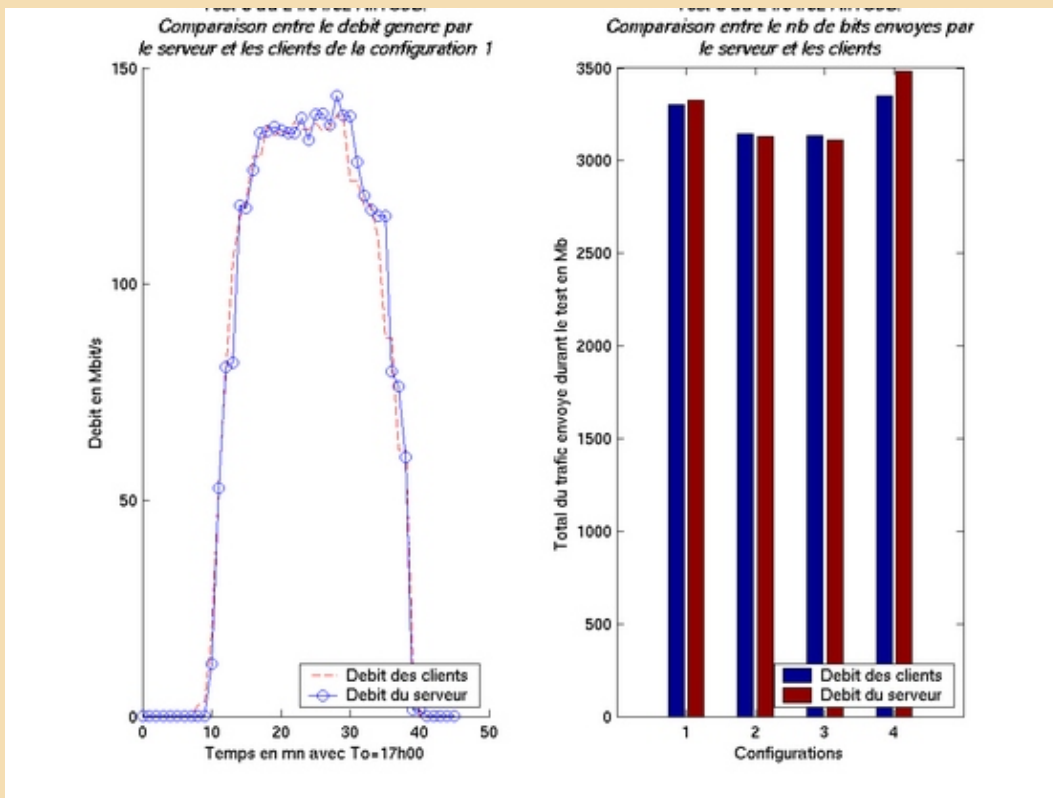 Comparaison entre le debit genere par
le serveur et les clients de la configuration 1
150
100
50
0
Debit en Mbit/s
0 10 20 30 40 50
Temps en mn avec To=17h00
Debit des clients
Debit du serveur
Comparaison entre le nb de bits envoyes par
le serveur et les clients
3500
3000
2500
2000
1500
1000
500
0
Total du trafic envoye durant le test en Mb
1 2 3 4
Configurations
Debit des clients
Debit du serveur